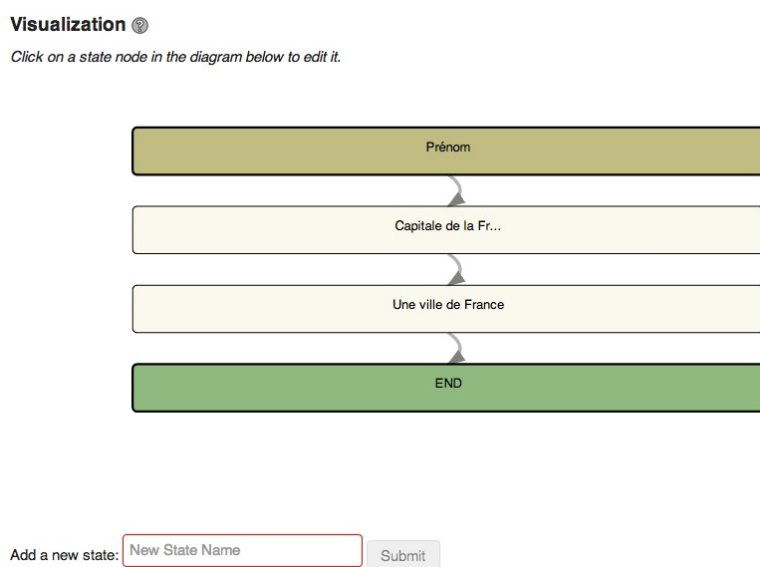 Visualization ?
Click on a state node in the diagram below to edit it.
Prénom
Capitale de la Fr...
Une ville de France
END
Add a new state: New State Name Submit